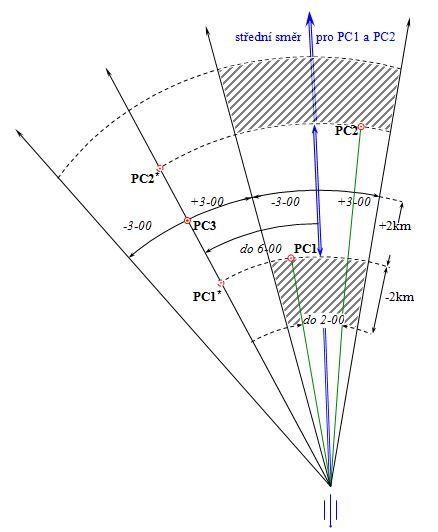 střední směr pro PC1 a PC2
PC2
PC2*
-3-00 +3-00 -3-00 +3-00
PC3
+2km
do 6-00 PC1
PC1*
-2km
do 2-00